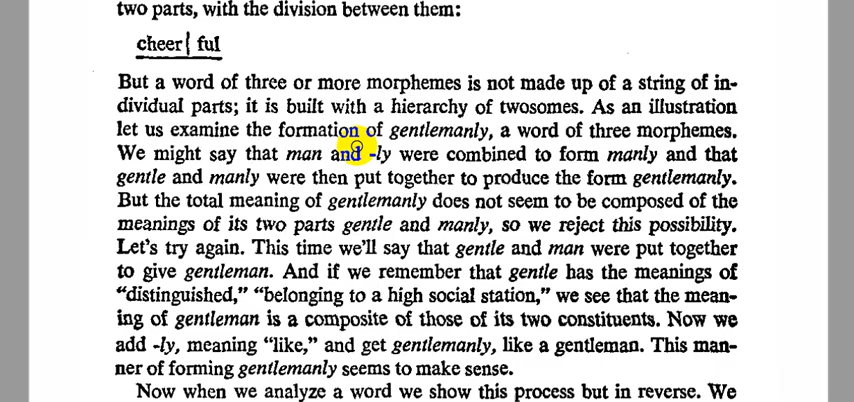 two parts, with the division between them:
cheer| ful
But a word of three or more morphemes is not made up of a string of in-
dividual parts; it is built with a hierarchy of twosomes. As an illustration
let us examine the formation of gentlemanly, a word of three morphemes.
We might say that man and -ly were combined to form manly and that
gentle and manly were then put together to produce the form gentlemanly.
But the total meaning of gentlemanly does not seem to be composed of the
meanings of its two parts gentle and manly, so we reject this possibility.
Let's try again. This time we'll say that gentle and man were put together
to give gentleman. And if we remember that gentle has the meanings of
“distinguished,” “belonging to a high social station,” we see that the mean-
ing of gentleman is a composite of those of its two constituents. Now we
add -ly, meaning “like,” and get gentlemanly, like a gentleman. This man-
ner of forming gentlemanly seems to make sense.
Now when we analyze a word we show this process but in reverse. We